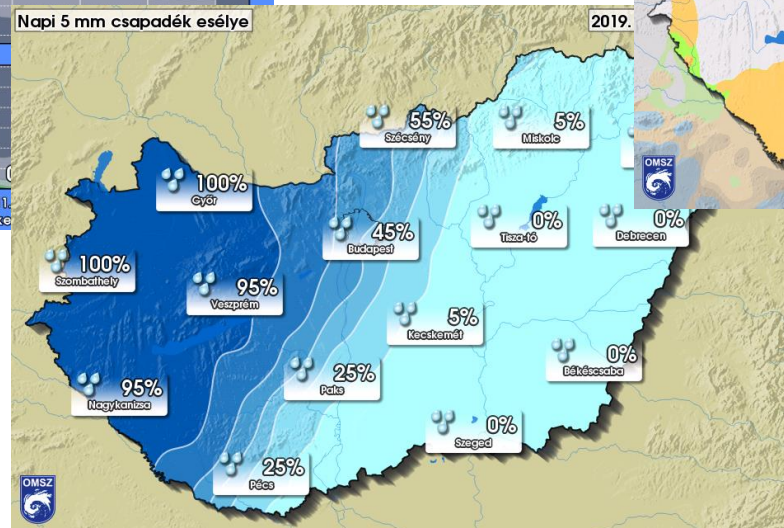 Napi 5 mm csapadék esélye
2019.
OMSZ
55%
Szécsény
5%
Miskolc
100%
Győr
45%
Budapest
0%
Tisza-tó
0%
Debrecen
100%
Szombathely
95%
Veszprém
5%
Kecskemét
0%
Békéscsaba
95%
Nagykanizsa
25%
Paks
0%
Szeged
25%
Pécs
OMSZ